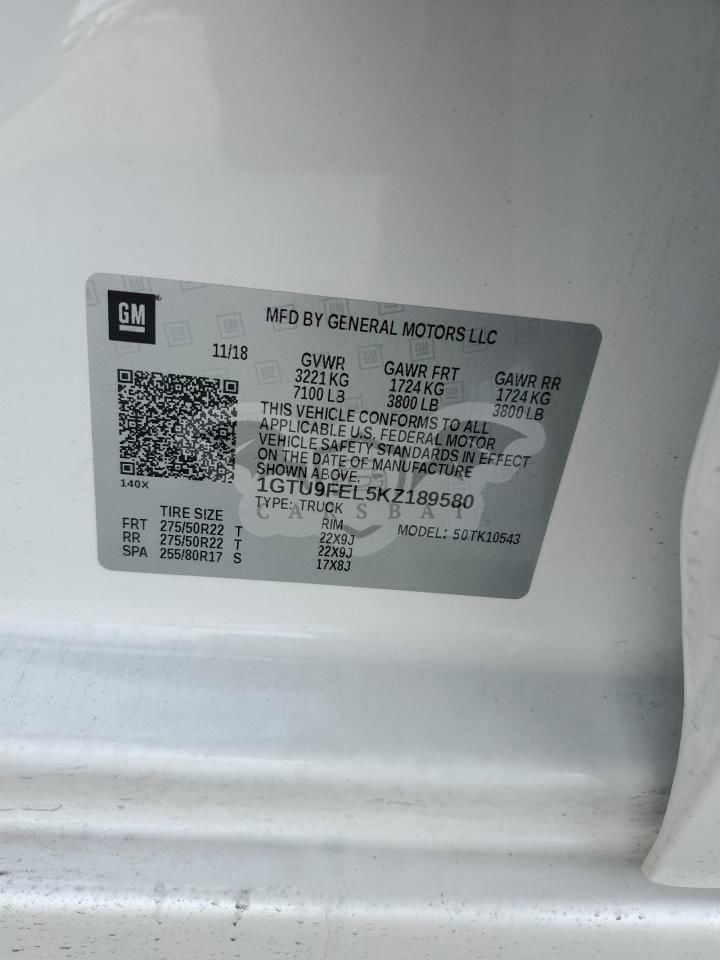 GM
MFD BY GENERAL MOTORS LLC
11/18
GVWR
3221 KG
7100 LB
GAWR FRT
1724 KG
3800 LB
GAWR RR
1724 KG
3800 LB
THIS VEHICLE CONFORMS TO ALL
APPLICABLE U.S. FEDERAL MOTOR
VEHICLE SAFETY STANDARDS IN EFFECT
ON THE DATE OF MANUFACTURE
SHOWN ABOVE.
140X
1GTU9FEL5KZ189580
CARSBAT
TYPE: TRUCK
MODEL: 50TK10543
TIRE SIZE RIM
FRT 275/50R22 T 22X9J
RR 275/50R22 T 22X9J
SPA 255/80R17 S 17X8J